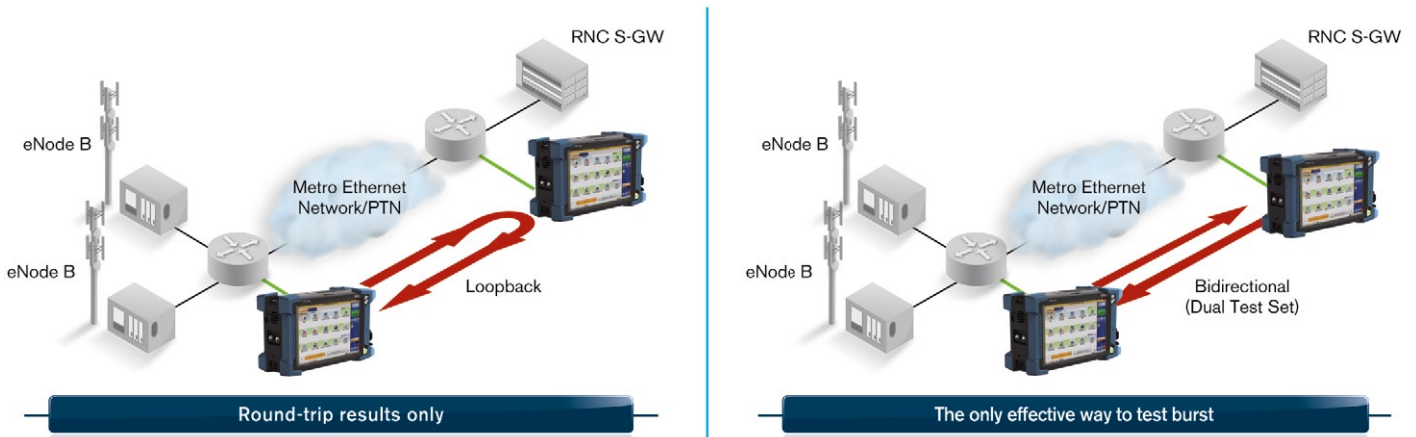 RNC S-GW
eNode B
Metro Ethernet
Network/PTN
eNode B
Loopback
Round-trip results only
RNC S-GW
eNode B
Metro Ethernet
Network/PTN
eNode B
Bidirectional
(Dual Test Set)
The only effective way to test burst